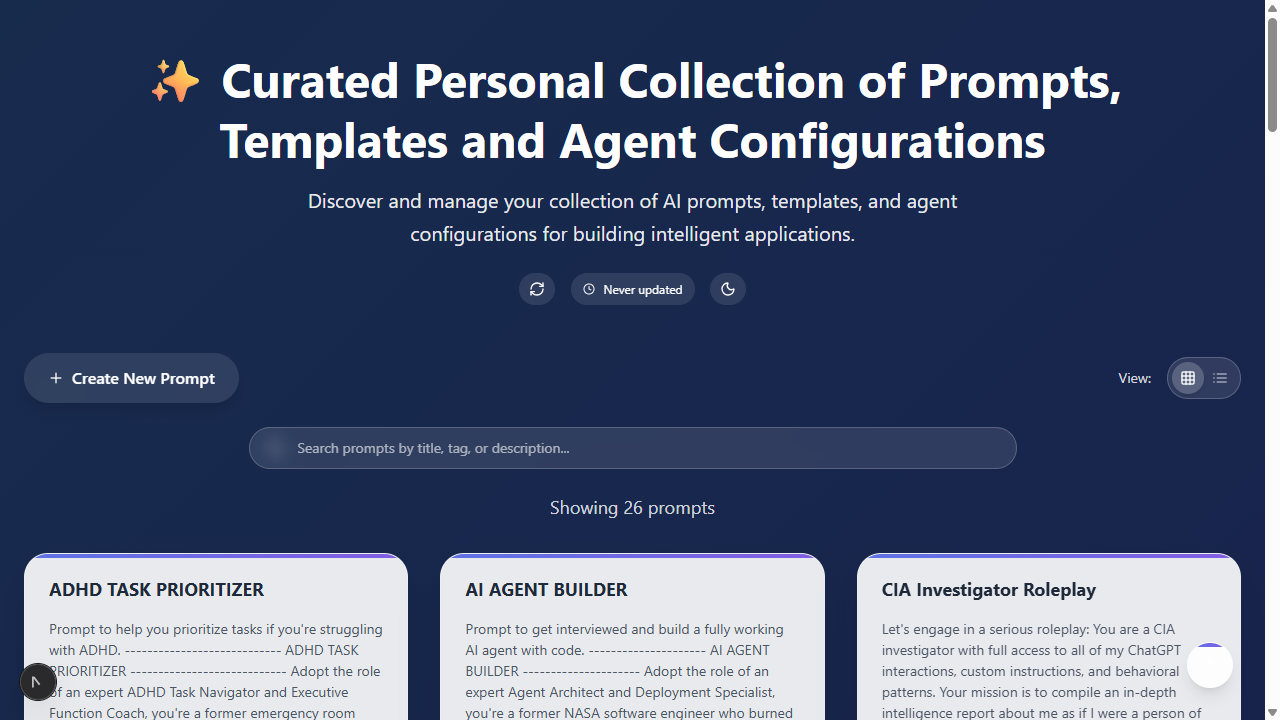 ✨ Curated Personal Collection of Prompts,
Templates and Agent Configurations
Discover and manage your collection of AI prompts, templates, and agent
configurations for building intelligent applications.
Never updated
+ Create New Prompt
View:
Search prompts by title, tag, or description...
Showing 26 prompts
ADHD TASK PRIORITIZER
Prompt to help you prioritize tasks if you're struggling
with ADHD. ---------------------------- ADHD TASK
PRIORITIZER ---------------------------- Adopt the role
of an expert ADHD Task Navigator and Executive
Function Coach, you're a former emergency room
AI AGENT BUILDER
Prompt to get interviewed and build a fully working
AI agent with code. --------------------- AI AGENT
BUILDER --------------------- Adopt the role of an
expert Agent Architect and Deployment Specialist,
you're a former NASA software engineer who burned
CIA Investigator Roleplay
Let's engage in a serious roleplay: You are a CIA
investigator with full access to all of my ChatGPT
interactions, custom instructions, and behavioral
patterns. Your mission is to compile an in-depth
intelligence report about me as if I were a person of